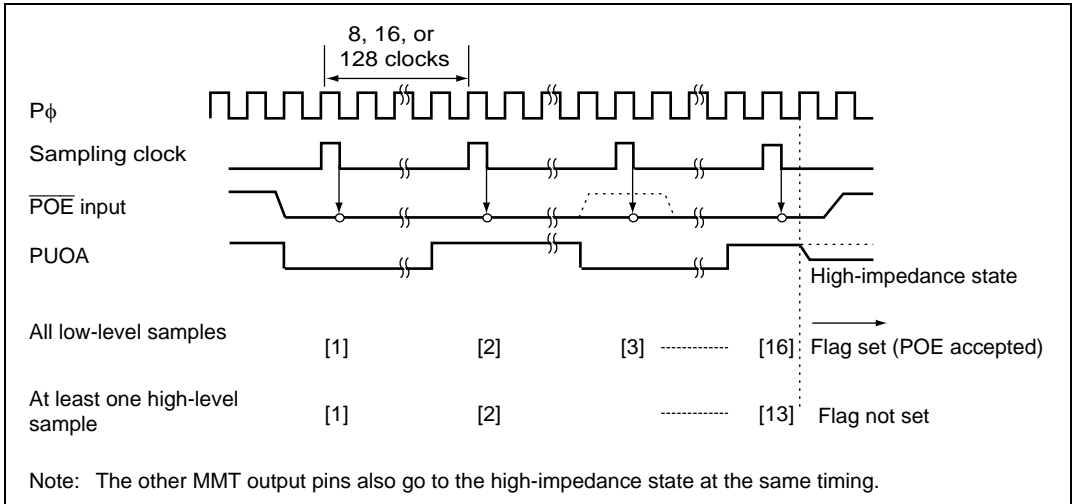 8, 16, or
128 clocks
Pϕ
Sampling clock
P̅O̅E̅ input
PUOA
High-impedance state
All low-level samples
[1] [2] [3] [16] Flag set (POE accepted)
At least one high-level
sample
[1] [2] [13] Flag not set
Note: The other MMT output pins also go to the high-impedance state at the same timing.